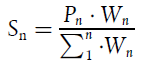 Sₙ = Pₙ · Wₙ / ∑₁ⁿ · Wₙ